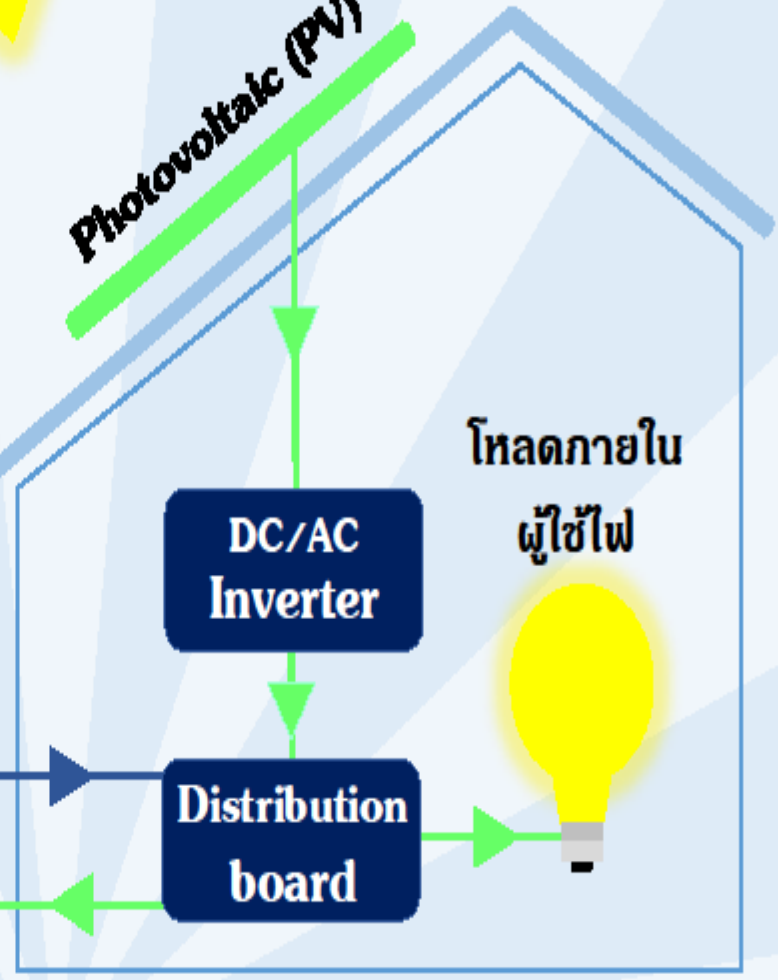 Photovoltaic (PV)
โหลดภายใน
ผู้ใช้ไฟ
DC/AC
Inverter
Distribution
board